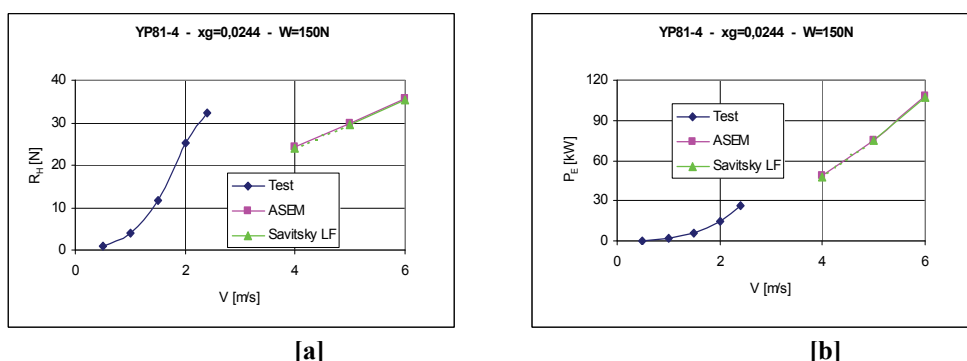 YP81-4 - xg=0,0244 - W=150N
40
30
20
10
0
R_H [N]
Test
ASEM
Savitsky LF
0 2 4 6
V [m/s]
[a]
YP81-4 - xg=0,0244 - W=150N
120
90
60
30
0
P_E [kW]
Test
ASEM
Savitsky LF
0 2 4 6
V [m/s]
[b]